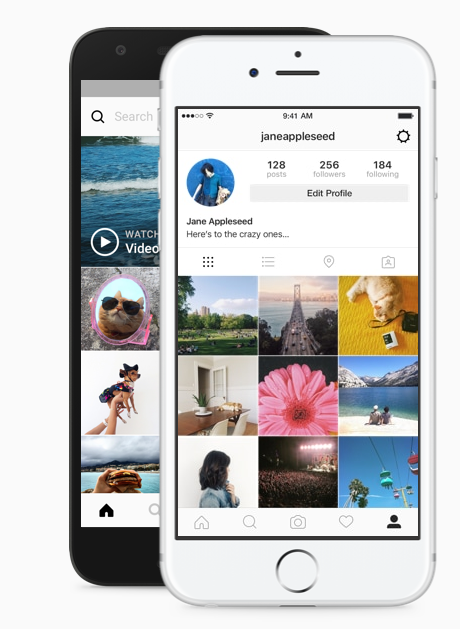 Search
WATCH
Video
9:41 AM
janeappleseed
128
posts
256
followers
184
following
Edit Profile
Jane Appleseed
Here's to the crazy ones...